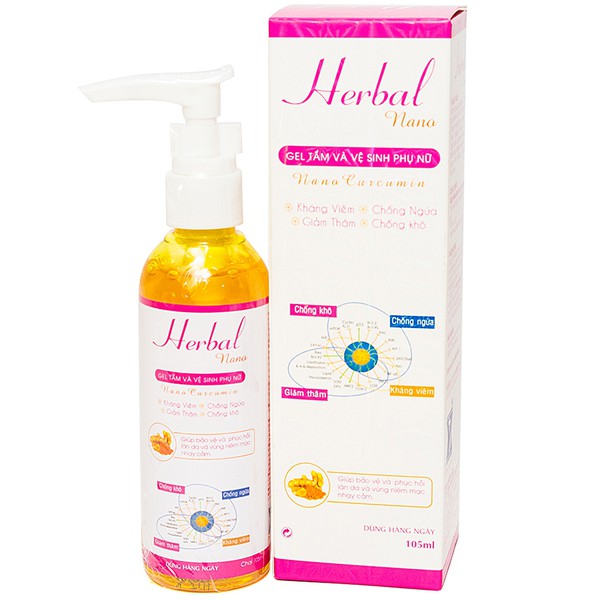 Herbal
nano
GEL TẮM VÀ VỆ SINH PHỤ NỮ
Nano Curcumin
Kháng Viêm Chống Ngứa
Giảm Thâm Chống khô
Chống khô
Chống ngứa
Giảm thâm
Kháng viêm
Giúp bảo vệ và phục hồi
làn da và vùng niêm mạc
nhạy cảm.
DÙNG HÀNG NGÀY
105ml
Herbal
Nano
GEL TẮM VÀ VỆ SINH PHỤ NỮ
Nano Curcumin
Kháng Viêm Chống Ngứa
Giảm Thâm Chống khô
Giúp bảo vệ và phục hồi
làn da và vùng niêm mạc
nhạy cảm.
Chống khô
Chống ngứa
Giảm thâm
Kháng viêm
DÙNG HÀNG NGÀY